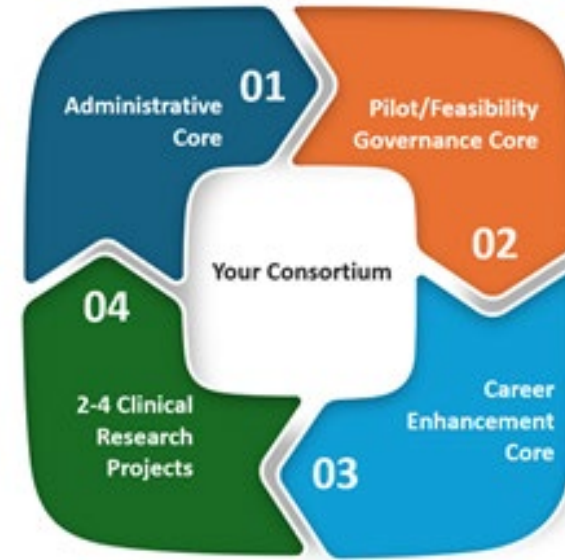 01
Administrative
Core
Pilot/Feasibility
Governance Core
02
Your Consortium
Career
Enhancement
Core
03
04
2-4 Clinical
Research
Projects